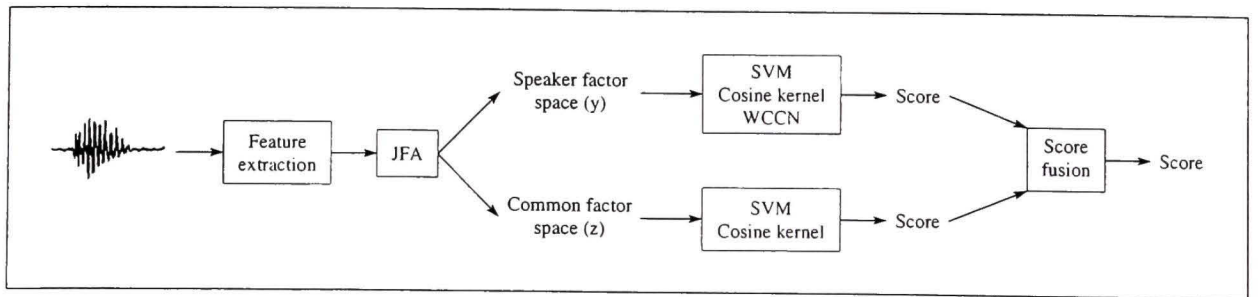 Feature
extraction
JFA
Speaker factor
space (y)
SVM
Cosine kernel
WCCN
Score
Common factor
space (z)
SVM
Cosine kernel
Score
Score
fusion
Score